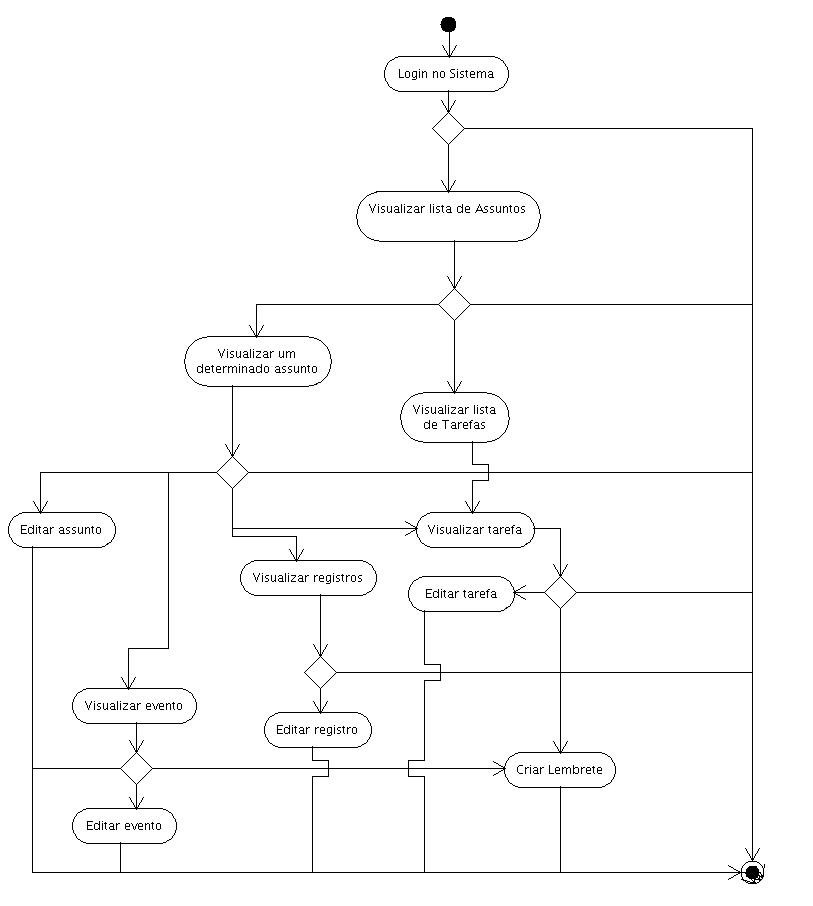 Login no Sistema
Visualizar lista de Assuntos
Visualizar um
determinado assunto
Visualizar lista
de Tarefas
Editar assunto
Visualizar tarefa
Visualizar registros
Editar tarefa
Visualizar evento
Editar registro
Criar Lembrete
Editar evento